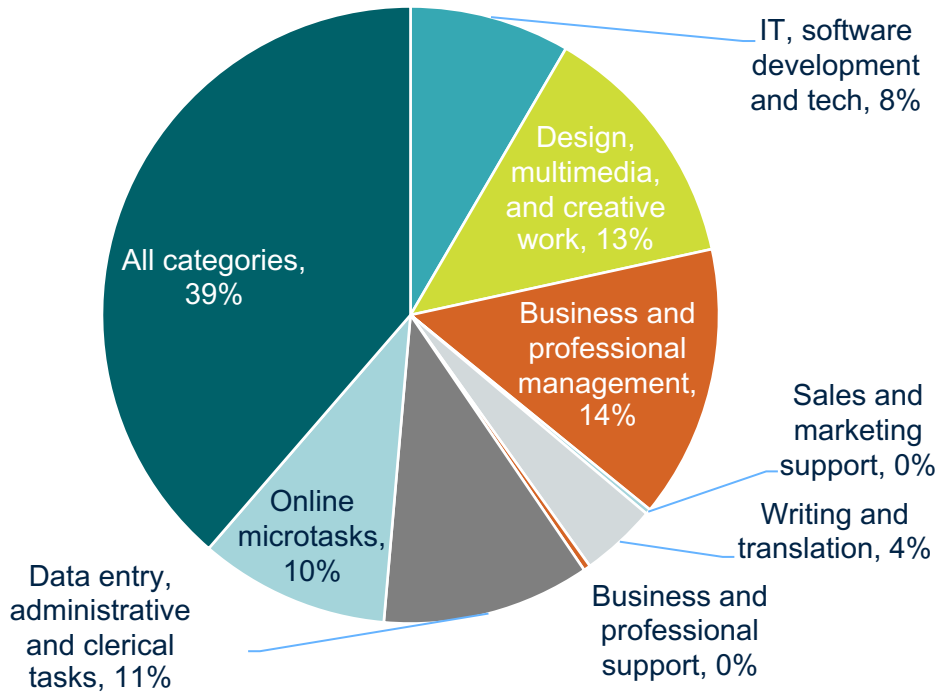 IT, software
development
and tech, 8%
Design,
multimedia,
and creative
work, 13%
Business and
professional
management,
14%
Sales and
marketing
support, 0%
Writing and
translation, 4%
Business and
professional
support, 0%
Data entry,
administrative
and clerical
tasks, 11%
Online
microtasks,
10%
All categories,
39%